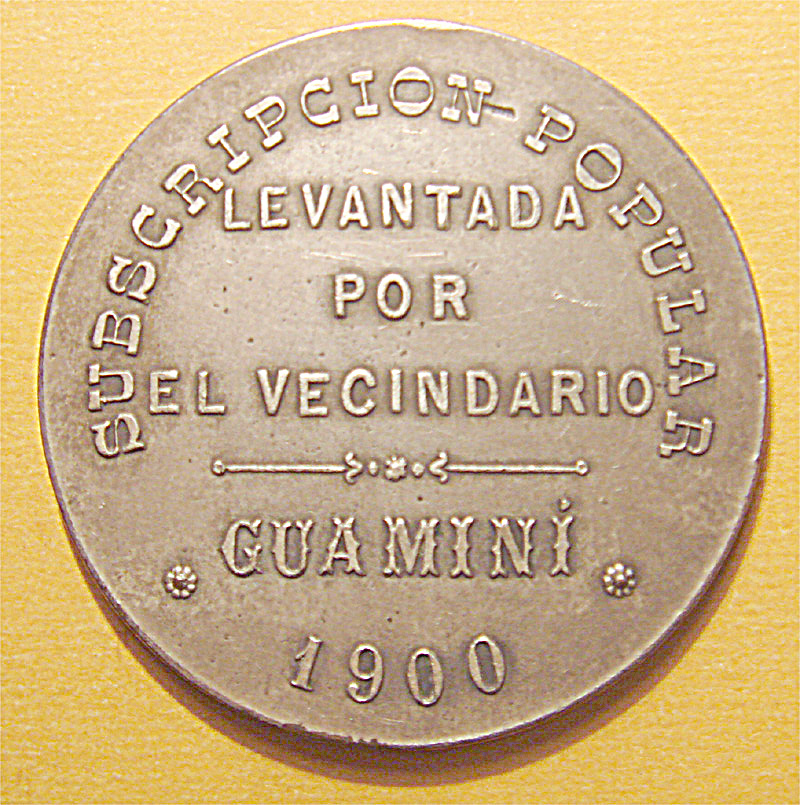 SUBSCRIPCION POPULAR
LEVANTADA
POR
EL VECINDARIO
GUAMINÍ
1900